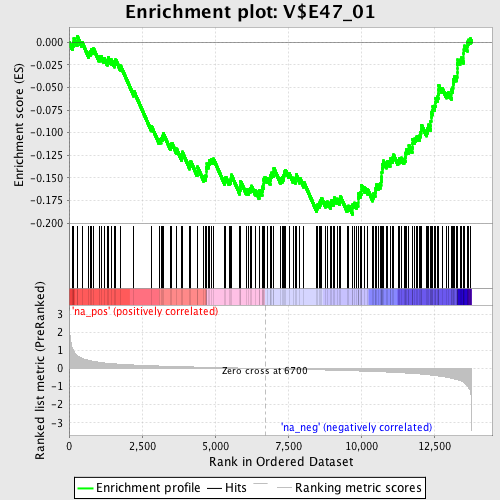 Enrichment plot: V$E47_01
Enrichment score (ES)
0.000
-0.025
-0.050
-0.075
-0.100
-0.125
-0.150
-0.175
-0.200
'na_pos' (positively correlated)
Ranked list metric (PreRanked)
3
2
1
0
-1
-2
-3
Zero cross at 6700
'na_neg' (negatively correlated)
0
2,500
5,000
7,500
10,000
12,500
Rank in Ordered Dataset
Enrichment profile
Hits
Ranking metric scores